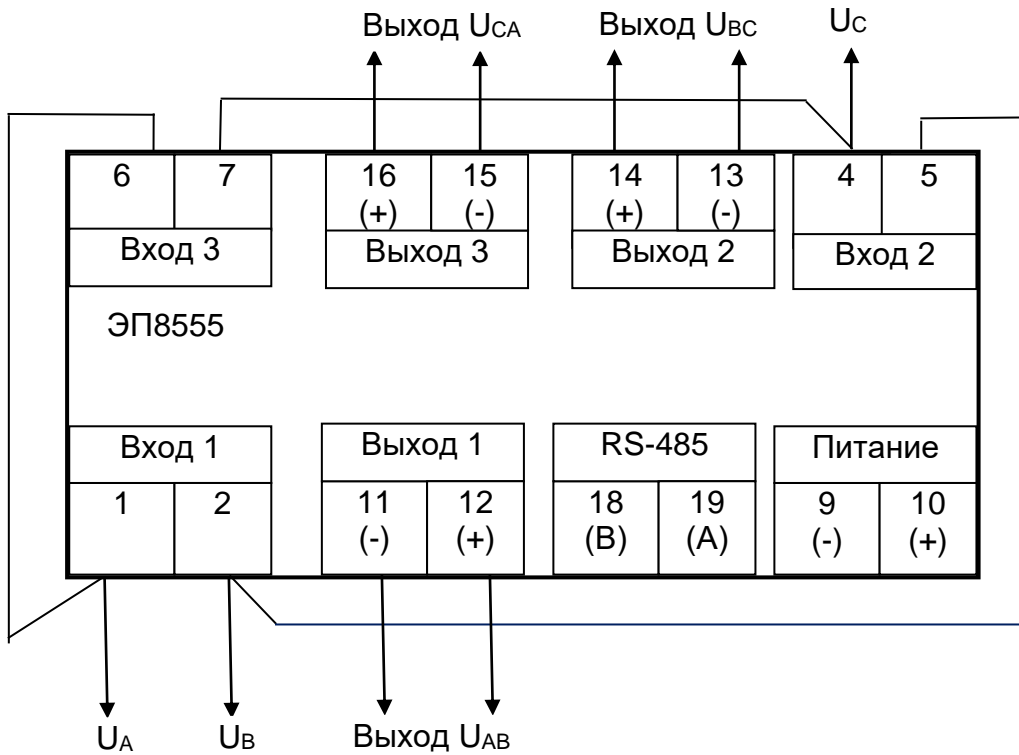 Выход UCA Выход UBC UC
6 7 16 15 14 13 4 5
(+) (-) (+) (-)
Вход 3 Выход 3 Выход 2 Вход 2
ЭП8555
Вход 1 Выход 1 RS-485 Питание
1 2 11 12 18 19 9 10
(-) (+) (B) (A) (-) (+)
UA UB Выход UAB